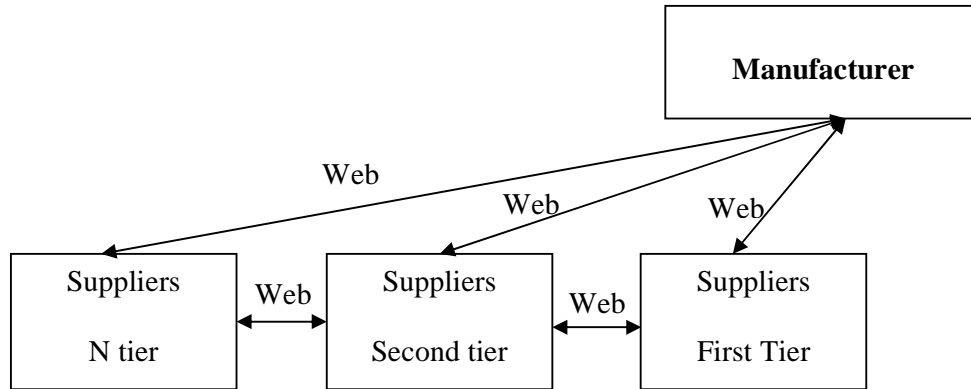 Manufacturer
Web
Web
Web
Suppliers
N tier
Web
Suppliers
Second tier
Web
Suppliers
First Tier